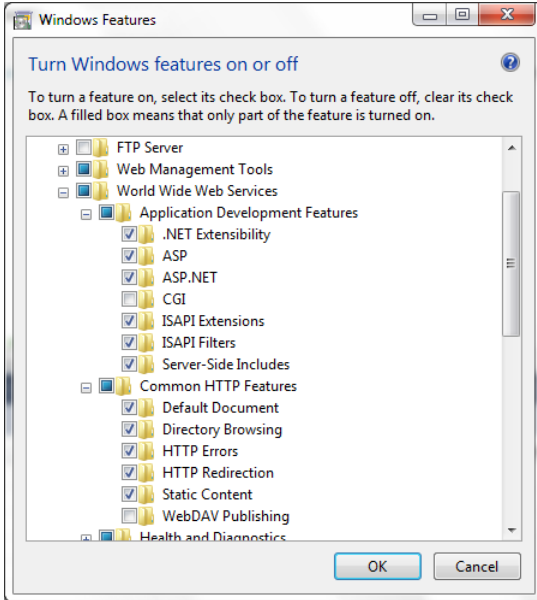 Windows Features
Turn Windows features on or off
To turn a feature on, select its check box. To turn a feature off, clear its check
box. A filled box means that only part of the feature is turned on.
FTP Server
Web Management Tools
World Wide Web Services
Application Development Features
.NET Extensibility
ASP
ASP.NET
CGI
ISAPI Extensions
ISAPI Filters
Server-Side Includes
Common HTTP Features
Default Document
Directory Browsing
HTTP Errors
HTTP Redirection
Static Content
WebDAV Publishing
Health and Diagnostics
OK Cancel